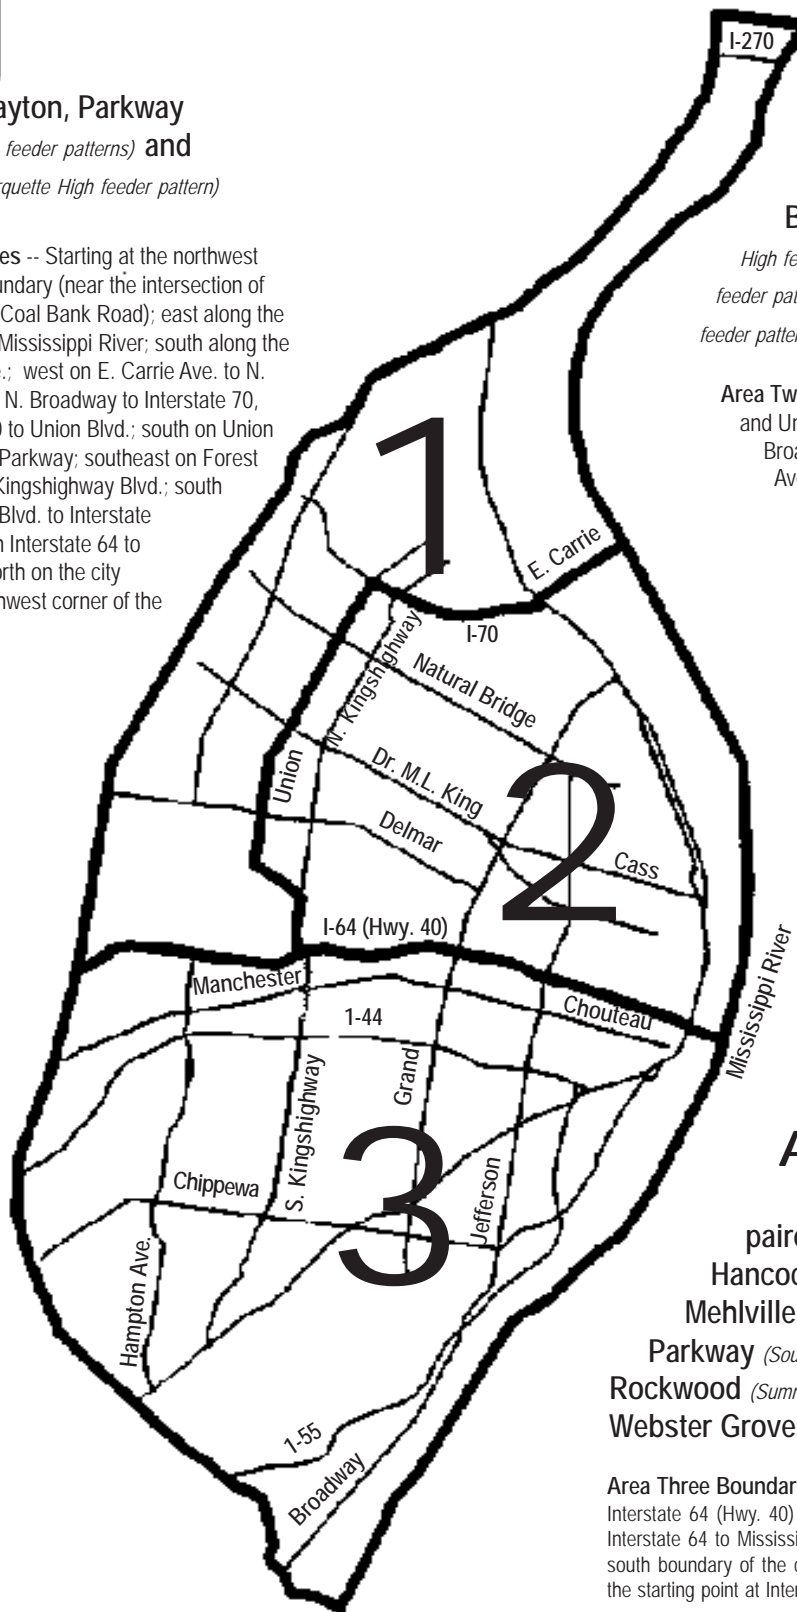 I-270
ayton, Parkway
feeder patterns) and
rquette High feeder pattern)
es -- Starting at the northwest
undary (near the intersection of
Coal Bank Road); east along the
Mississippi River; south along the
e.; west on E. Carrie Ave. to N.
N. Broadway to Interstate 70,
0 to Union Blvd.; south on Union
Parkway; southeast on Forest
Kingshighway Blvd.; south
Blvd. to Interstate
n Interstate 64 to
orth on the city
hwest corner of the
B
High fe
feeder pat
feeder patter
Area Tw
and Un
Broa
Av
1
E. Carrie
I-70
N. Kingshighway
Natural Bridge
Union
Dr. M.L. King
2
Delmar
Cass
I-64 (Hwy. 40)
Manchester
Chouteau
Mississippi River
1-44
Grand
S. Kingshighway
3
Chippewa
Jefferson
Hampton Ave.
1-55
Broadway
A
paire
Hancoc
Mehlville
Parkway (Sou
Rockwood (Summ
Webster Grove
Area Three Boundar
Interstate 64 (Hwy. 40)
Interstate 64 to Mississi
south boundary of the c
the starting point at Inter